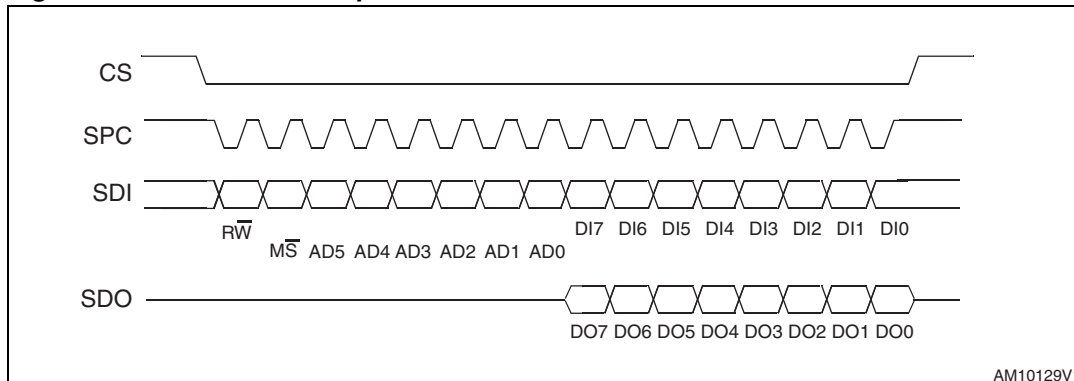 CS
SPC
SDI
RW̅ DI7 DI6 DI5 DI4 DI3 DI2 DI1 DI0
MS̅ AD5 AD4 AD3 AD2 AD1 AD0
SDO
DO7 DO6 DO5 DO4 DO3 DO2 DO1 DO0
AM10129V